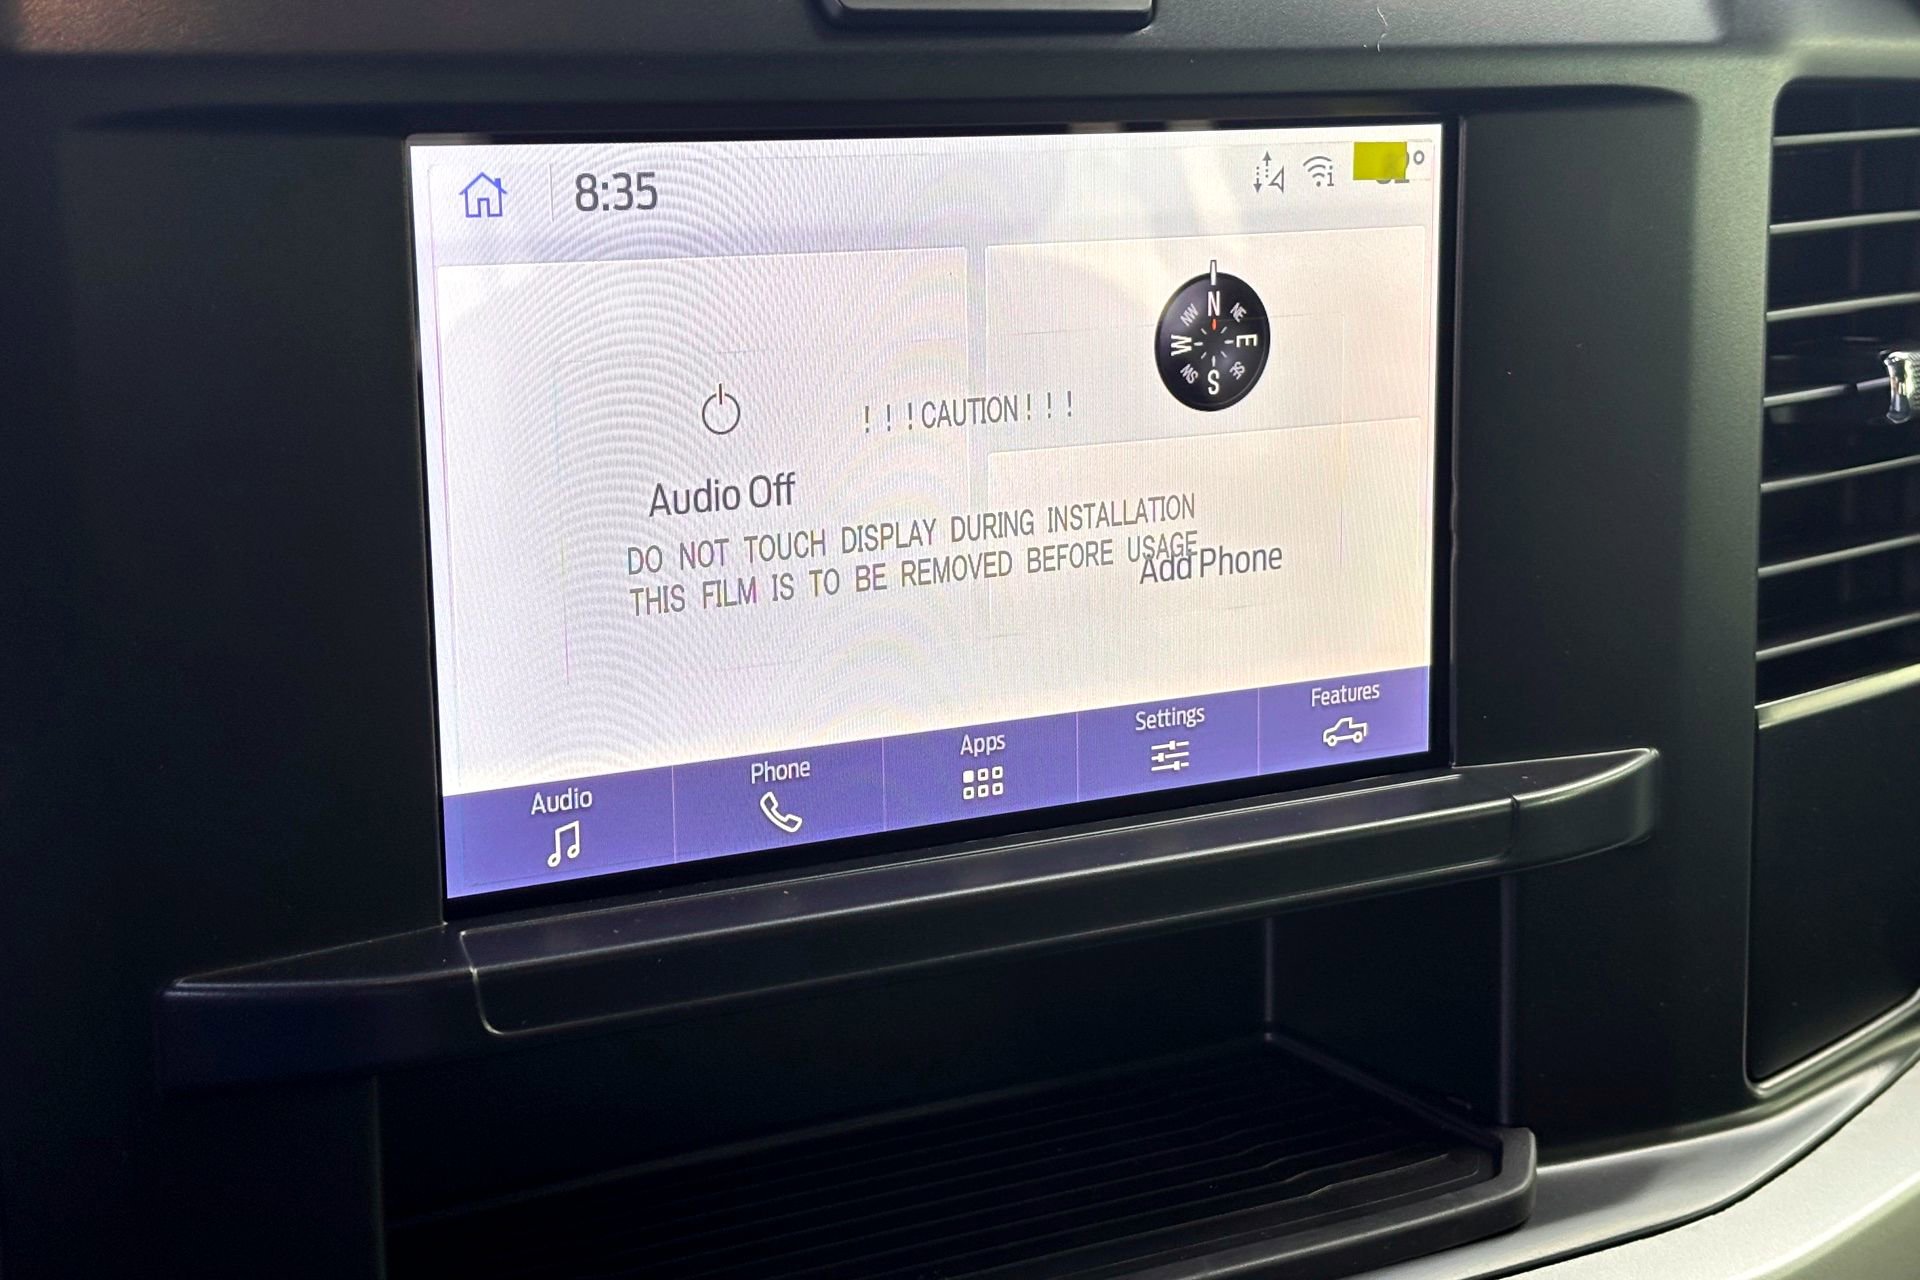 8:35
N
NW NE
W E
SW SE
S
! ! ! CAUTION ! ! !
Audio Off
DO NOT TOUCH DISPLAY DURING INSTALLATION
THIS FILM IS TO BE REMOVED BEFORE USAGE
Add Phone
Audio
Phone
Apps
Settings
Features